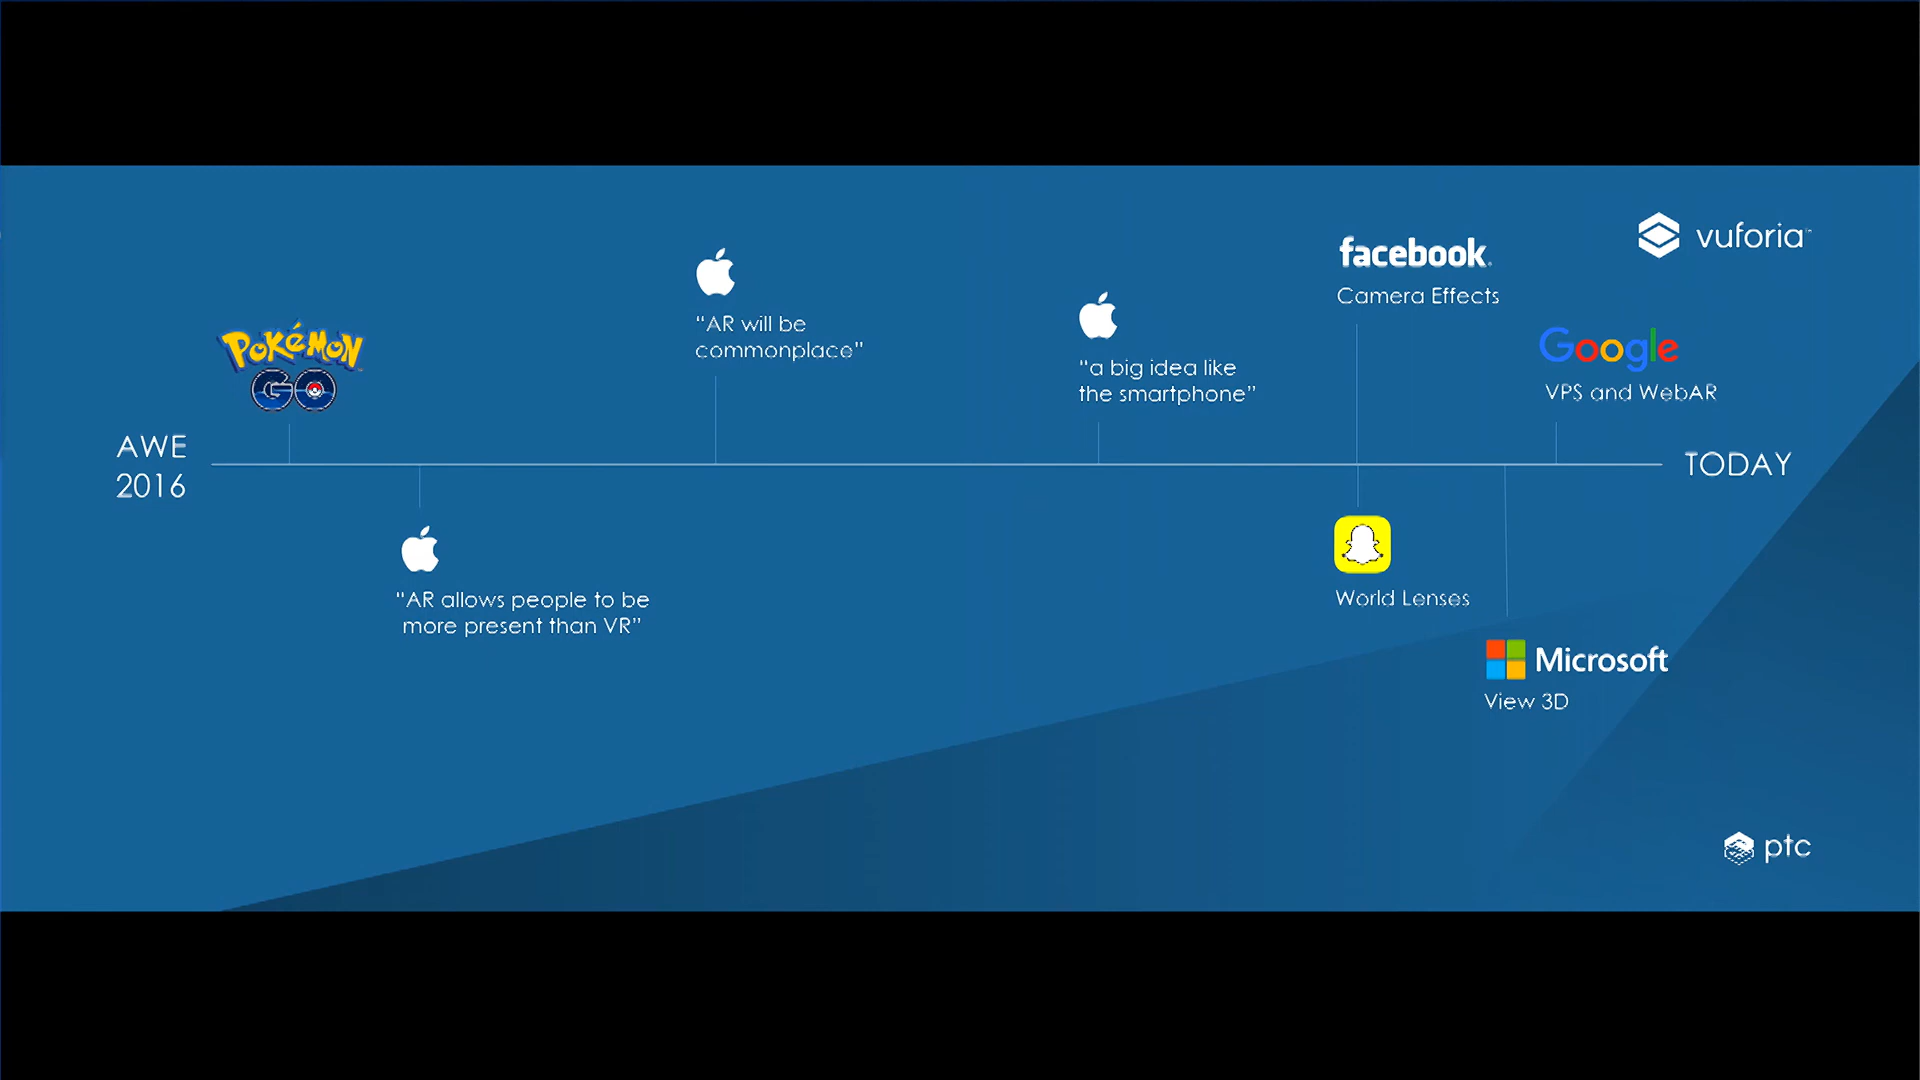 vuforia™
facebook®
Camera Effects
“AR will be
commonplace”
“a big idea like
the smartphone”
Google
VPS and WebAR
POKéMON
GO
AWE
2016
TODAY
“AR allows people to be
more present than VR”
World Lenses
Microsoft
View 3D
ptc